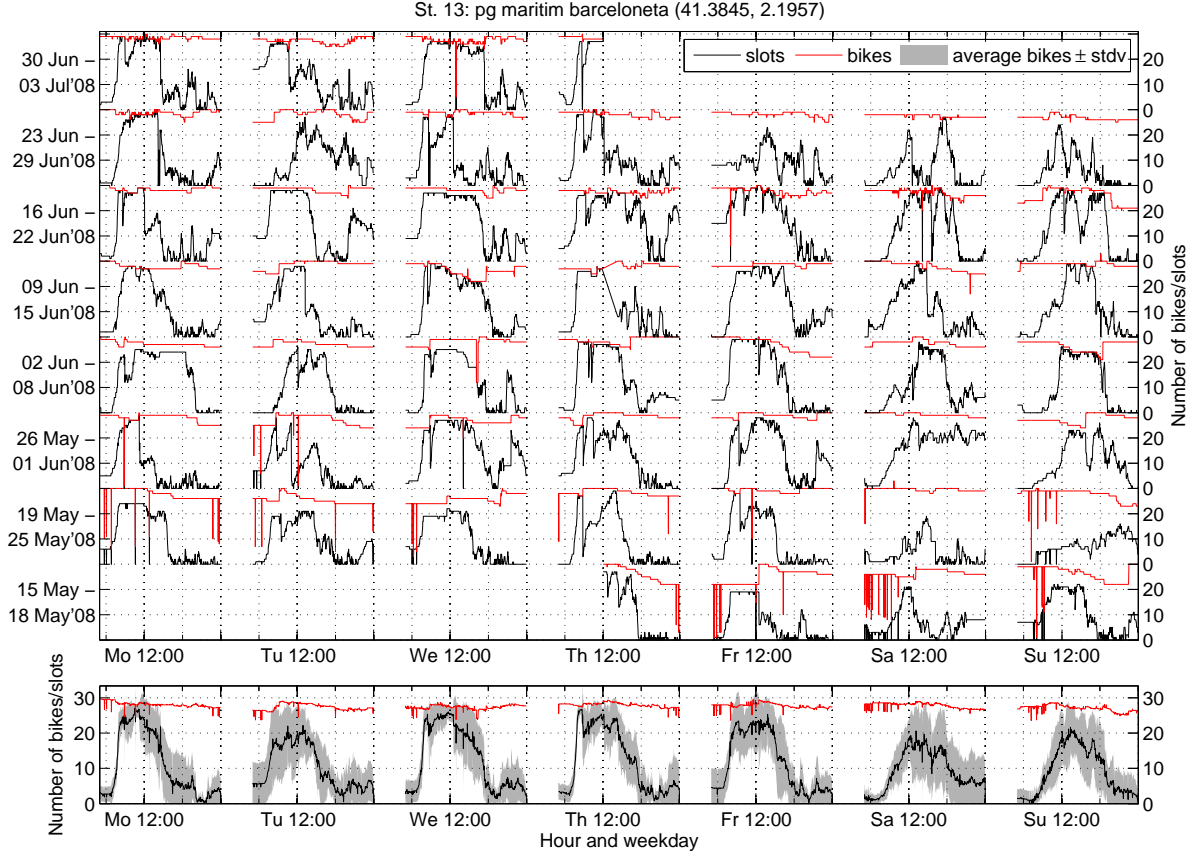 St. 13: pg maritim barceloneta (41.3845, 2.1957)
slots bikes average bikes ± stdv
30 Jun –
03 Jul'08
23 Jun –
29 Jun'08
16 Jun –
22 Jun'08
09 Jun –
15 Jun'08
02 Jun –
08 Jun'08
26 May –
01 Jun'08
19 May –
25 May'08
15 May –
18 May'08
20
10
0
20
10
0
20
10
0
20
10
0
20
10
0
20
10
0
20
10
0
20
10
0
Number of bikes/slots
Mo 12:00 Tu 12:00 We 12:00 Th 12:00 Fr 12:00 Sa 12:00 Su 12:00
Number of bikes/slots
30
20
10
0
30
20
10
0
Mo 12:00 Tu 12:00 We 12:00 Th 12:00 Fr 12:00 Sa 12:00 Su 12:00
Hour and weekday